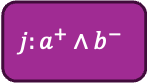 j: a⁺ ∧ b⁻